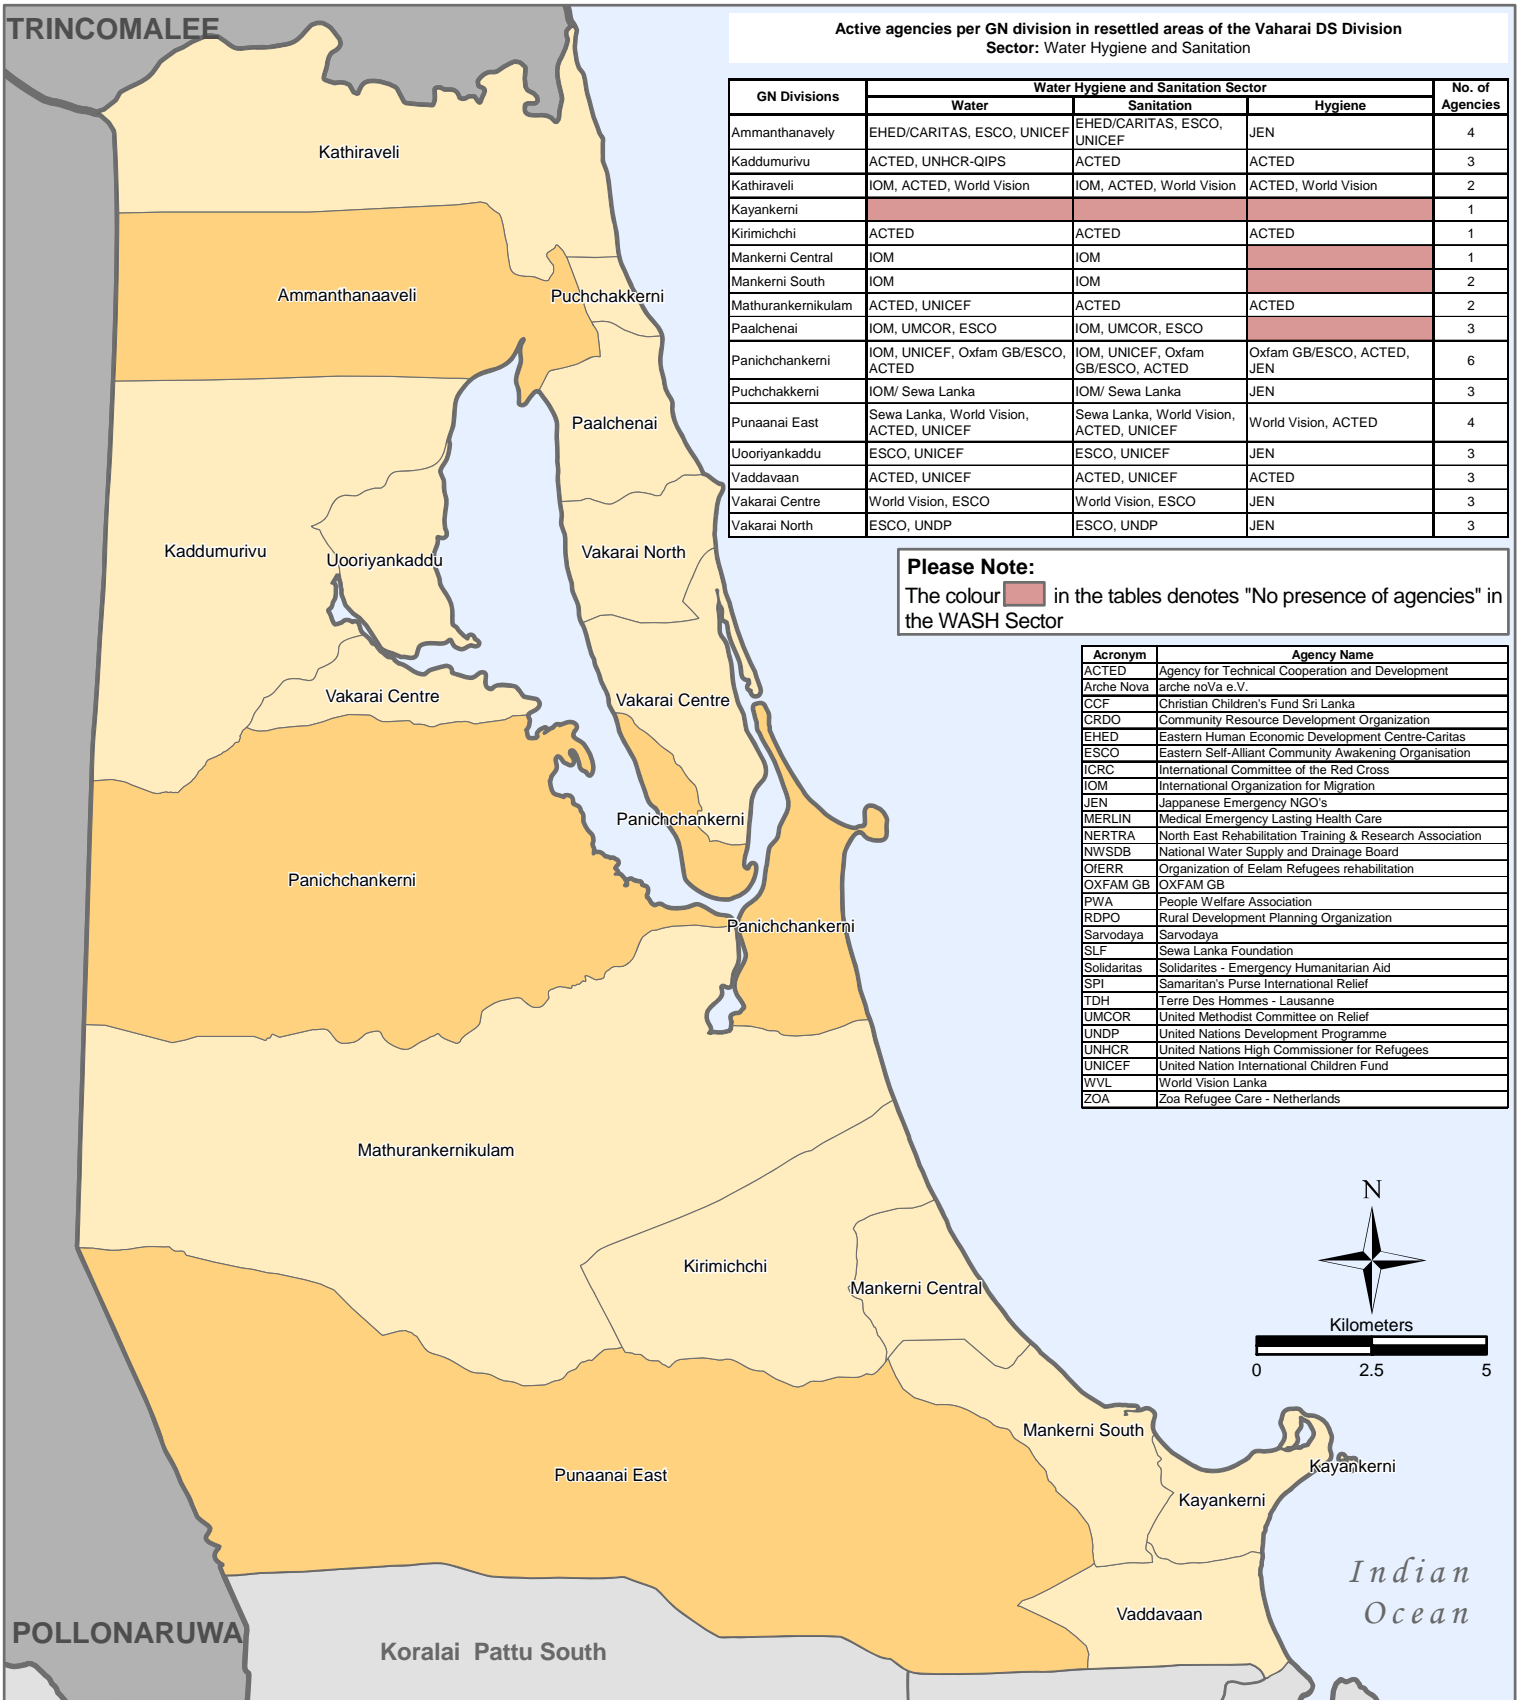 TRINCOMALEE
Active agencies per GN division in resettled areas of the Vaharai DS Division
Sector: Water Hygiene and Sanitation
GN Divisions Water Hygiene and Sanitation Sector No. of Agencies
Water Sanitation Hygiene
Ammanthanavely EHED/CARITAS, ESCO, UNICEF EHED/CARITAS, ESCO, UNICEF JEN 4
Kaddumurivu ACTED, UNHCR-QIPS ACTED ACTED 3
Kathiraveli IOM, ACTED, World Vision IOM, ACTED, World Vision ACTED, World Vision 2
Kayankerni 1
Kirimichchi ACTED ACTED ACTED 1
Mankerni Central IOM IOM 1
Mankerni South IOM IOM 2
Mathurankernikulam ACTED, UNICEF ACTED ACTED 2
Paalchenai IOM, UMCOR, ESCO IOM, UMCOR, ESCO 3
Panichchankerni IOM, UNICEF, Oxfam GB/ESCO, ACTED IOM, UNICEF, Oxfam GB/ESCO, ACTED Oxfam GB/ESCO, ACTED, JEN 6
Puchchakkerni IOM/ Sewa Lanka IOM/ Sewa Lanka JEN 3
Punaanai East Sewa Lanka, World Vision, ACTED, UNICEF Sewa Lanka, World Vision, ACTED, UNICEF World Vision, ACTED 4
Uooriyankaddu ESCO, UNICEF ESCO, UNICEF JEN 3
Vaddavaan ACTED, UNICEF ACTED, UNICEF ACTED 3
Vakarai Centre World Vision, ESCO World Vision, ESCO JEN 3
Vakarai North ESCO, UNDP ESCO, UNDP JEN 3
Please Note:
The colour in the tables denotes "No presence of agencies" in
the WASH Sector
Acronym Agency Name
ACTED Agency for Technical Cooperation and Development
Arche Nova arche noVa e.V.
CCF Christian Children's Fund Sri Lanka
CRDO Community Resource Development Organization
EHED Eastern Human Economic Development Centre-Caritas
ESCO Eastern Self-Alliant Community Awakening Organisation
ICRC International Committee of the Red Cross
IOM International Organization for Migration
JEN Jappanese Emergency NGO's
MERLIN Medical Emergency Lasting Health Care
NERTRA North East Rehabilitation Training & Research Association
NWSDB National Water Supply and Drainage Board
OfERR Organization of Eelam Refugees rehabilitation
OXFAM GB OXFAM GB
PWA People Welfare Association
RDPO Rural Development Planning Organization
Sarvodaya Sarvodaya
SLF Sewa Lanka Foundation
Solidaritas Solidarites - Emergency Humanitarian Aid
SPI Samaritan's Purse International Relief
TDH Terre Des Hommes - Lausanne
UMCOR United Methodist Committee on Relief
UNDP United Nations Development Programme
UNHCR United Nations High Commissioner for Refugees
UNICEF United Nation International Children Fund
WVL World Vision Lanka
ZOA Zoa Refugee Care - Netherlands
Kathiraveli
Ammanthanaaveli
Puchchakkerni
Paalchenai
Kaddumurivu
Uooriyankaddu
Vakarai North
Vakarai Centre
Vakarai Centre
Panichchankerni
Panichchankerni
Panichchankerni
Mathurankernikulam
Kirimichchi
Mankerni Central
Mankerni South
Punaanai East
Kayankerni
Kayankerni
Vaddavaan
N
Kilometers
0 2.5 5
Indian
Ocean
POLLONARUWA
Koralai Pattu South